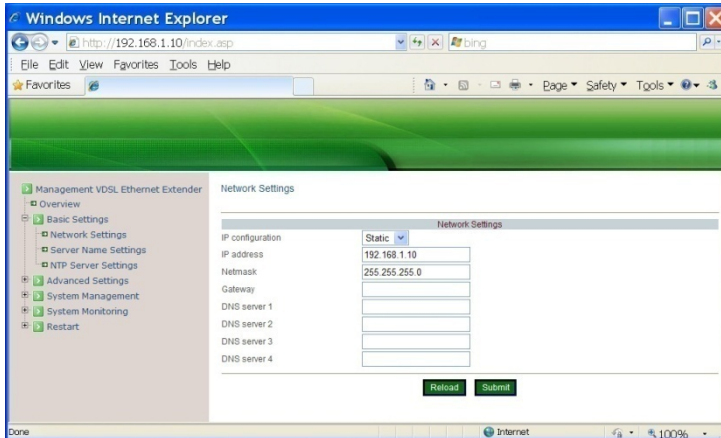 Windows Internet Explorer
http://192.168.1.10/index.asp
bing
File Edit View Favorites Tools Help
Favorites
Page Safety Tools
Management VDSL Ethernet Extender
Overview
Basic Settings
Network Settings
Server Name Settings
NTP Server Settings
Advanced Settings
System Management
System Monitoring
Restart
Network Settings
Network Settings
IP configuration Static
IP address 192.168.1.10
Netmask 255.255.255.0
Gateway
DNS server 1
DNS server 2
DNS server 3
DNS server 4
Reload Submit
Done Internet 100%